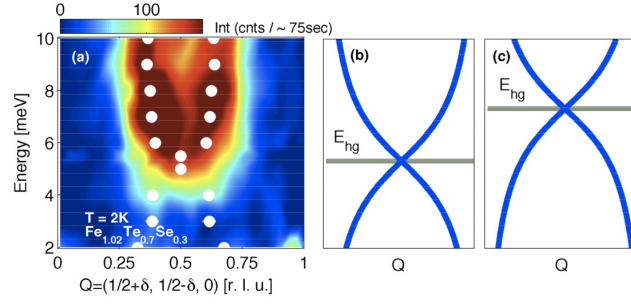 0 100
Int (cnts / ~ 75sec)
10
8
6
4
2
Energy [meV]
(a)
T = 2K
Fe1.02Te0.7Se0.3
0 0.25 0.5 0.75 1
Q=(1/2+δ, 1/2-δ, 0) [r. l. u.]
(b)
Ehg
Q
(c)
Ehg
Q